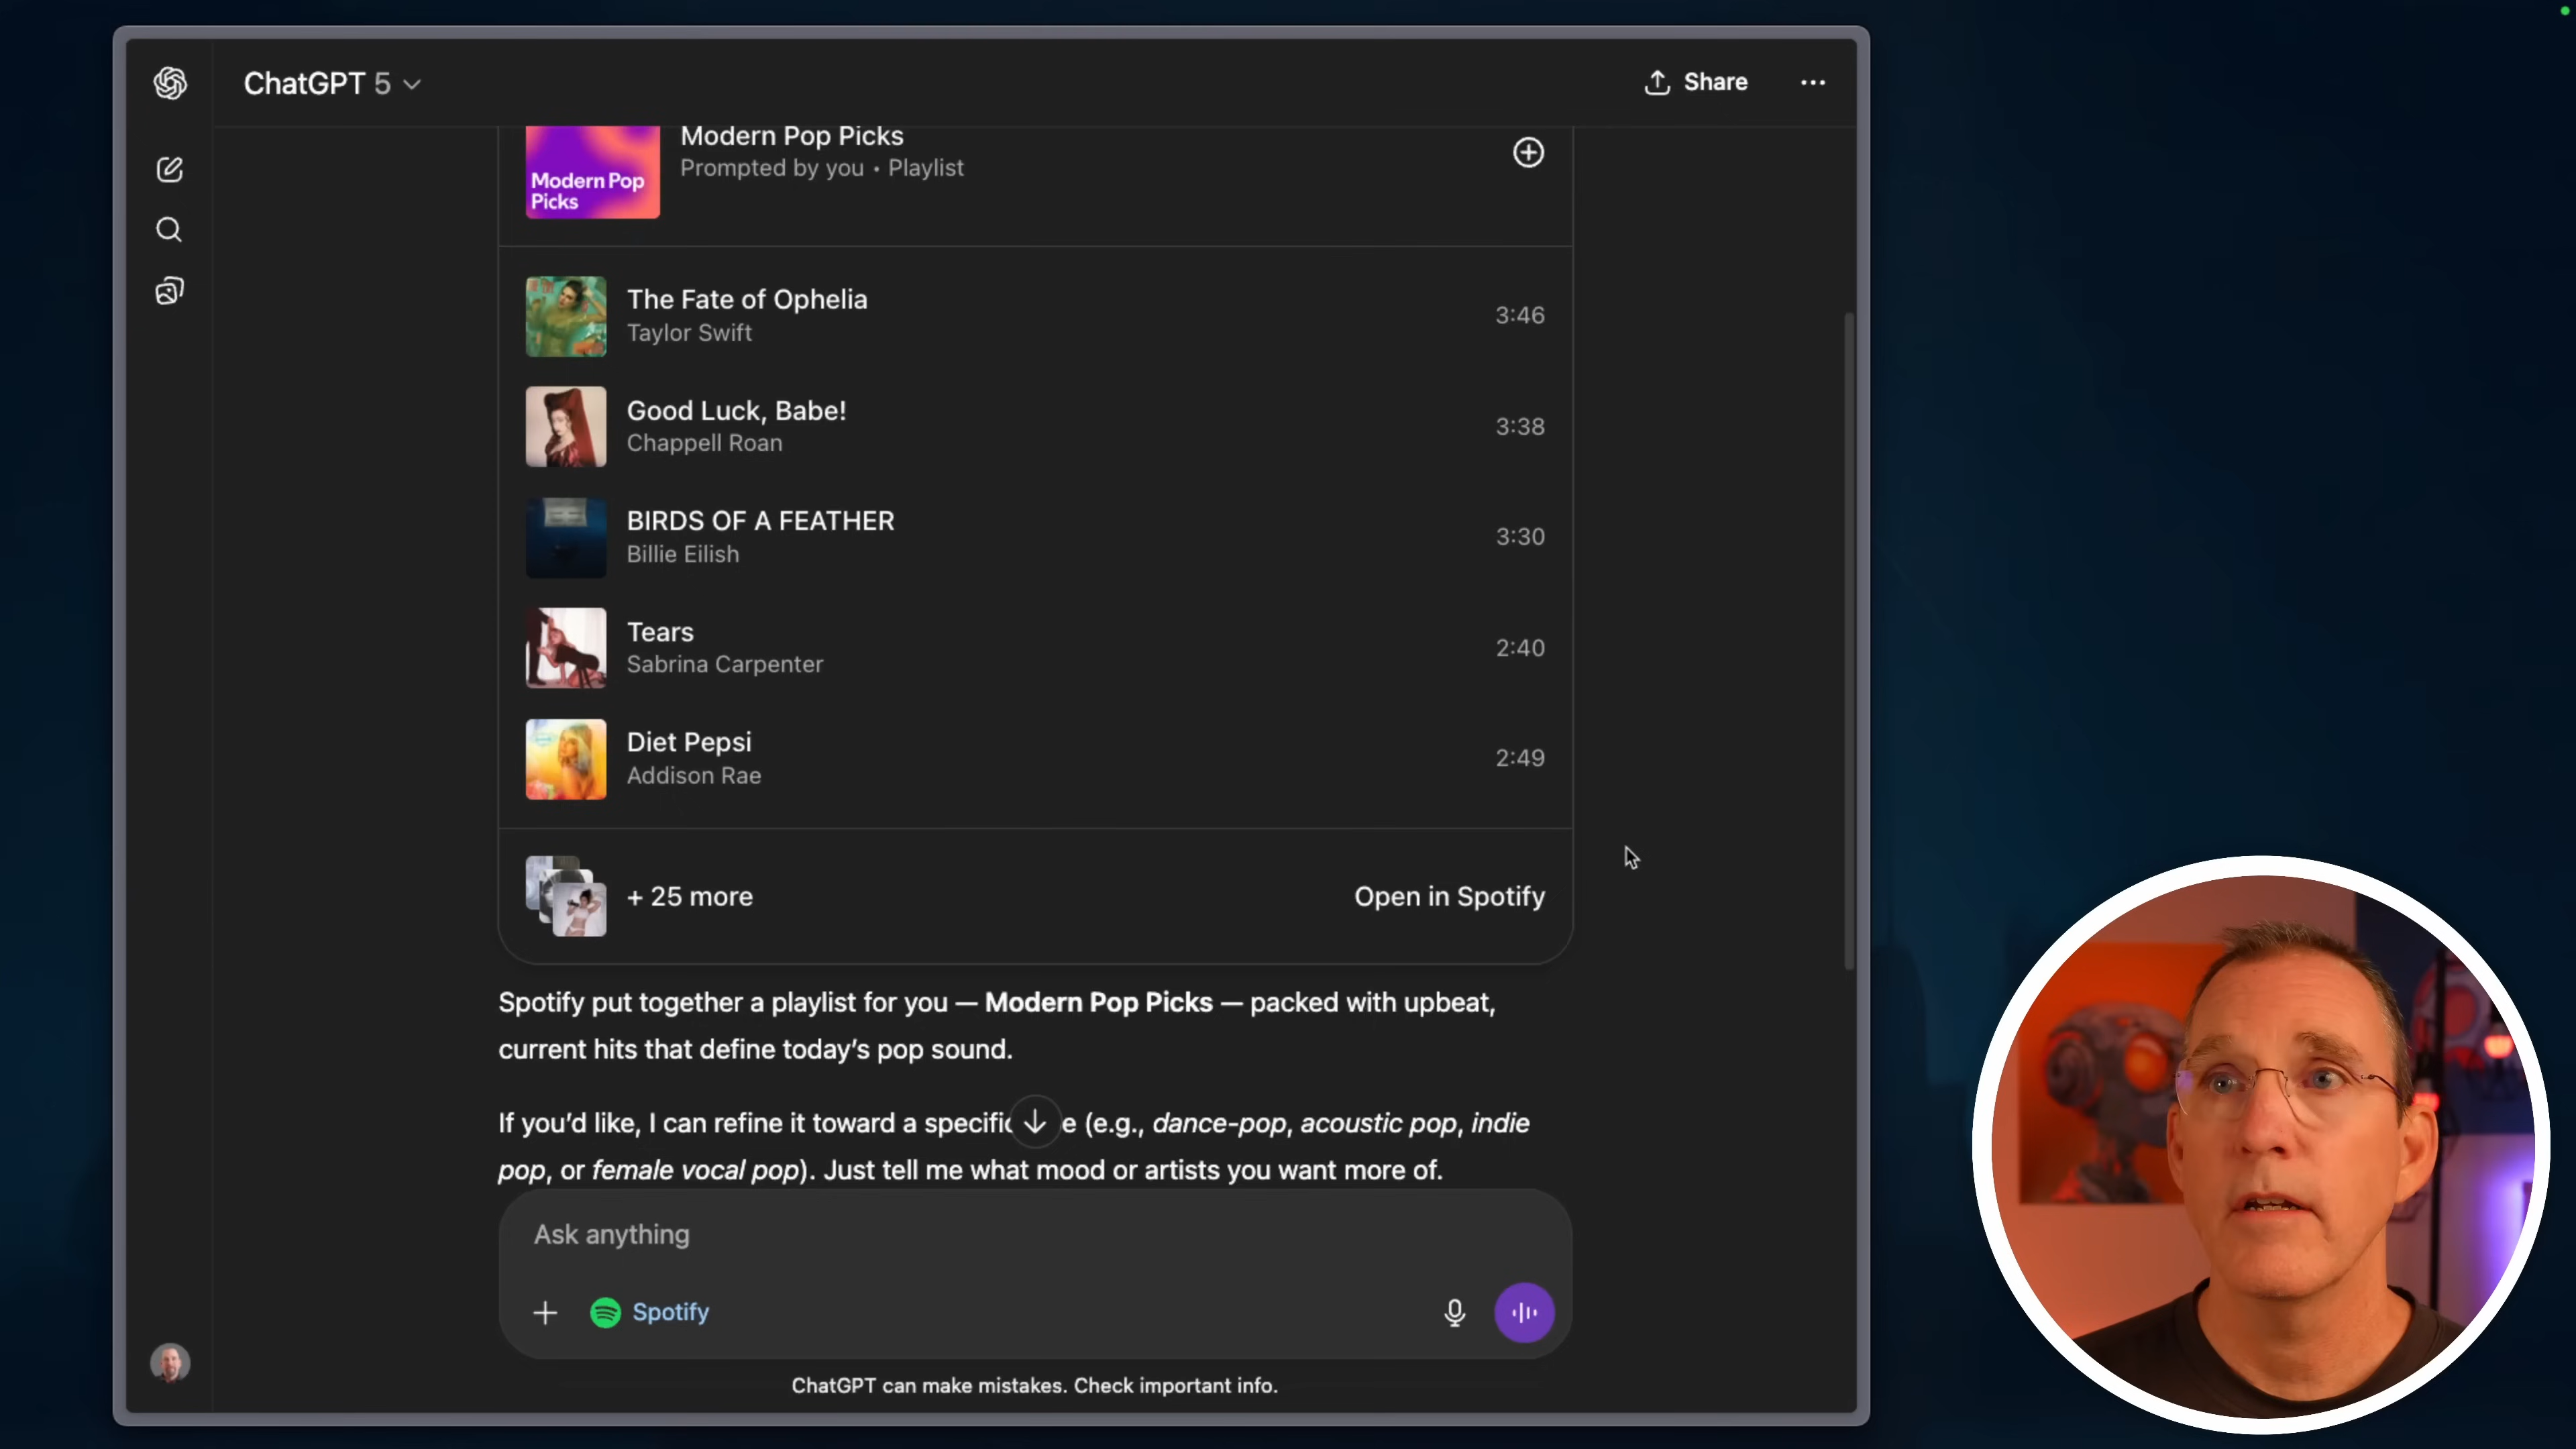 ChatGPT 5
Share
Modern Pop
Picks
Modern Pop Picks
Prompted by you • Playlist
The Fate of Ophelia
Taylor Swift
3:46
Good Luck, Babe!
Chappell Roan
3:38
BIRDS OF A FEATHER
Billie Eilish
3:30
Tears
Sabrina Carpenter
2:40
Diet Pepsi
Addison Rae
2:49
+ 25 more
Open in Spotify
Spotify put together a playlist for you — Modern Pop Picks — packed with upbeat,
current hits that define today’s pop sound.
If you’d like, I can refine it toward a specific e (e.g., dance-pop, acoustic pop, indie
pop, or female vocal pop). Just tell me what mood or artists you want more of.
Ask anything
Spotify
ChatGPT can make mistakes. Check important info.